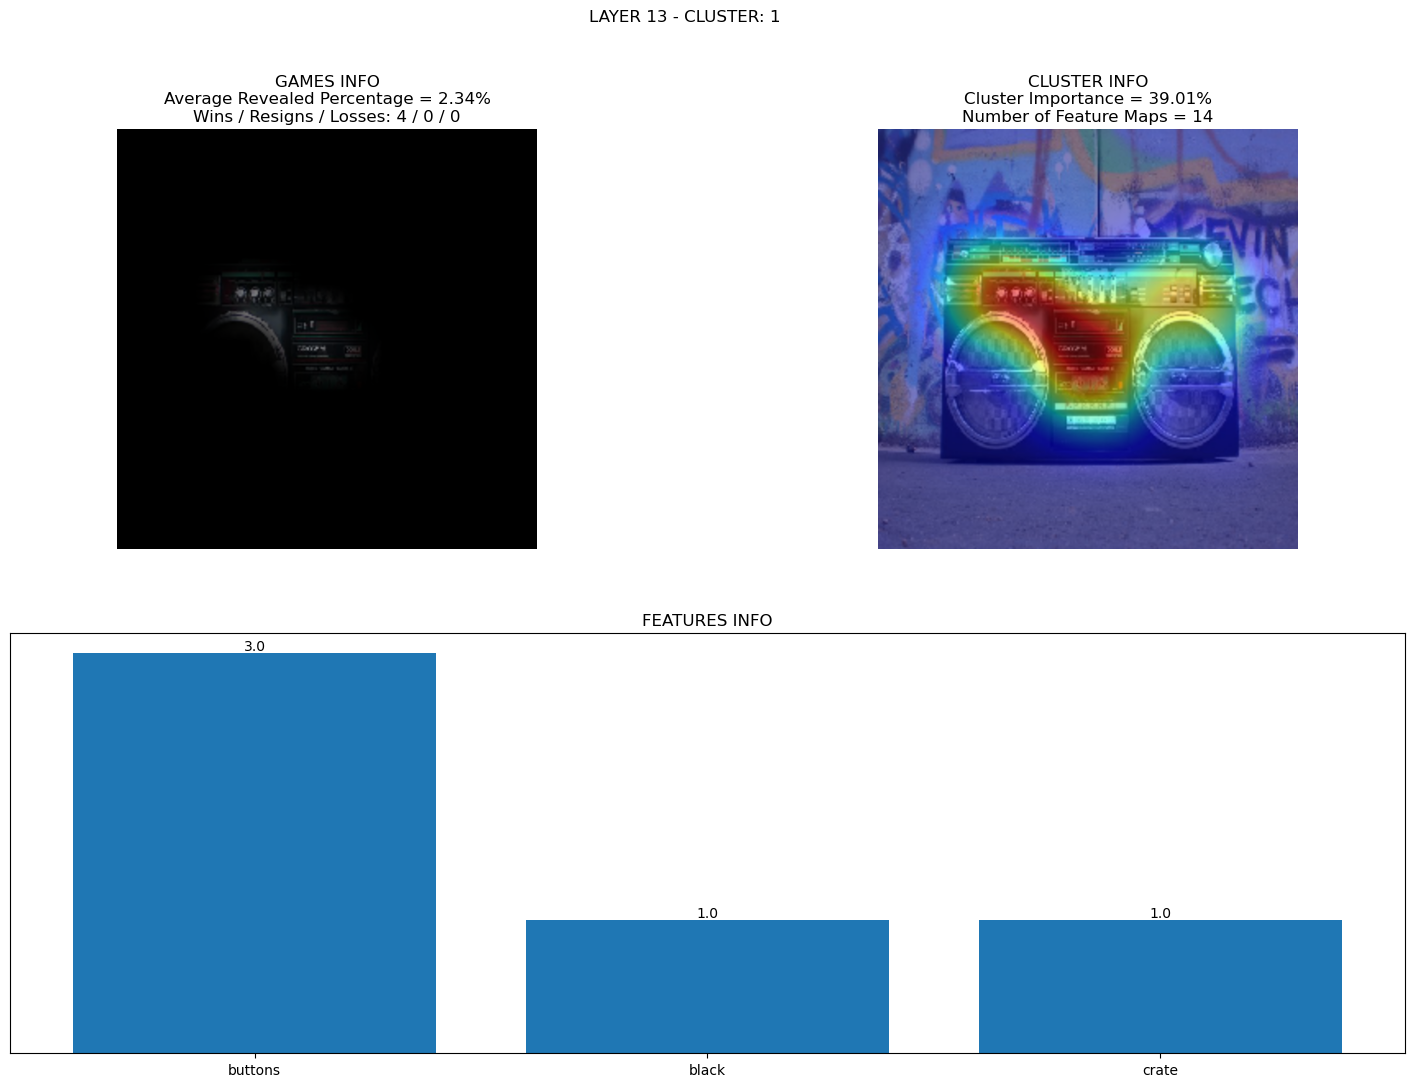 LAYER 13 - CLUSTER: 1
GAMES INFO
Average Revealed Percentage = 2.34%
Wins / Resigns / Losses: 4 / 0 / 0
CLUSTER INFO
Cluster Importance = 39.01%
Number of Feature Maps = 14
EVIN
ECH
FEATURES INFO
3.0
1.0
1.0
buttons
black
crate